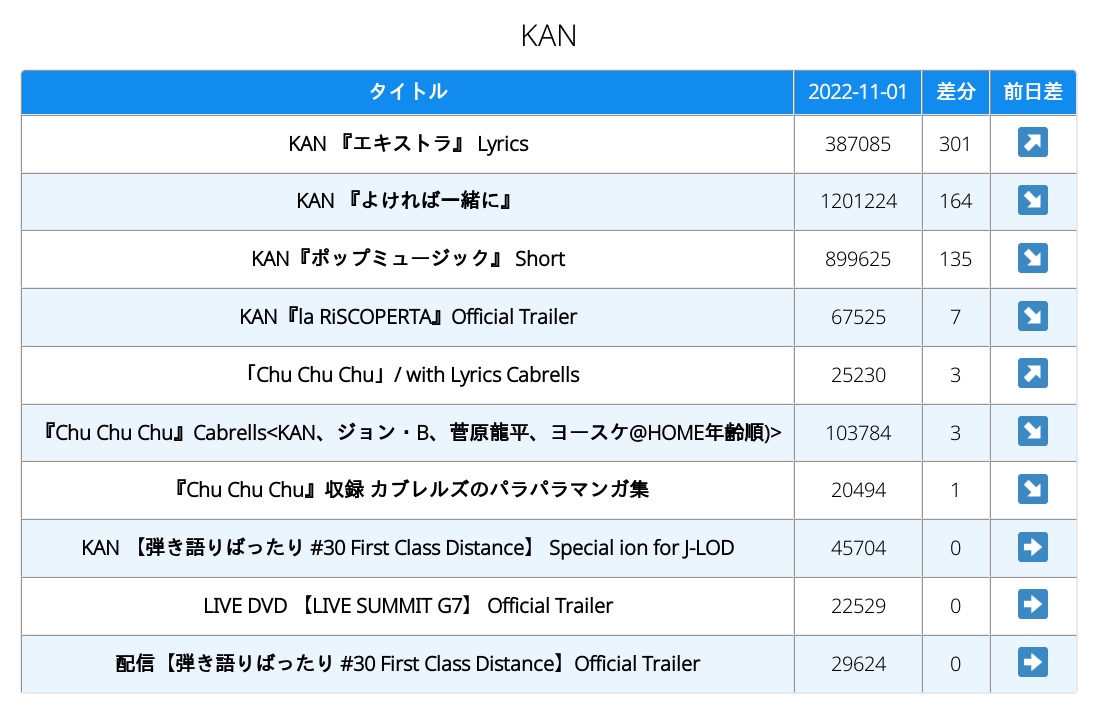 KAN
タイトル 2022-11-01 差分 前日差
KAN 『エキストラ』 Lyrics 387085 301
KAN 『よければ一緒に』 1201224 164
KAN『ポップミュージック』 Short 899625 135
KAN『la RiSCOPERTA』Official Trailer 67525 7
「Chu Chu Chu」/ with Lyrics Cabrells 25230 3
『Chu Chu Chu』Cabrells<KAN、ジョン・B、菅原龍平、ヨースケ@HOME年齢順)> 103784 3
『Chu Chu Chu』収録 カブレルズのパラパラマンガ集 20494 1
KAN 【弾き語りばったり #30 First Class Distance】 Special ion for J-LOD 45704 0
LIVE DVD 【LIVE SUMMIT G7】 Official Trailer 22529 0
配信【弾き語りばったり #30 First Class Distance】Official Trailer 29624 0